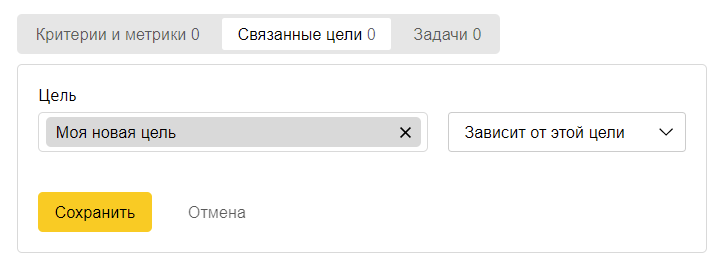 Критерии и метрики 0 Связанные цели 0 Задачи 0
Цель
Моя новая цель Зависит от этой цели
Сохранить Отмена